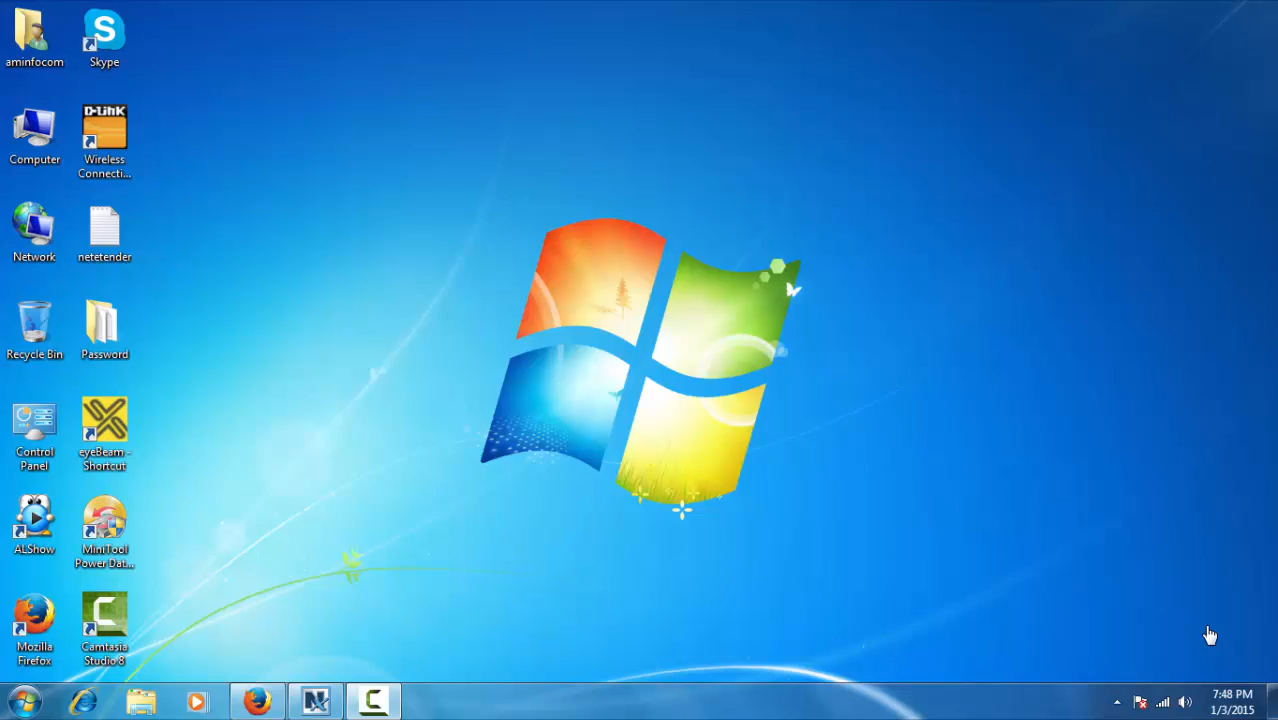 aminfocom
Skype
Computer
D-Link
Wireless
Connecti...
Network
netetender
Recycle Bin
Password
Control
Panel
eyeBeam -
Shortcut
ALShow
MiniTool
Power Dat...
Mozilla
Firefox
Camtasia
Studio 8
7:48 PM
1/3/2015